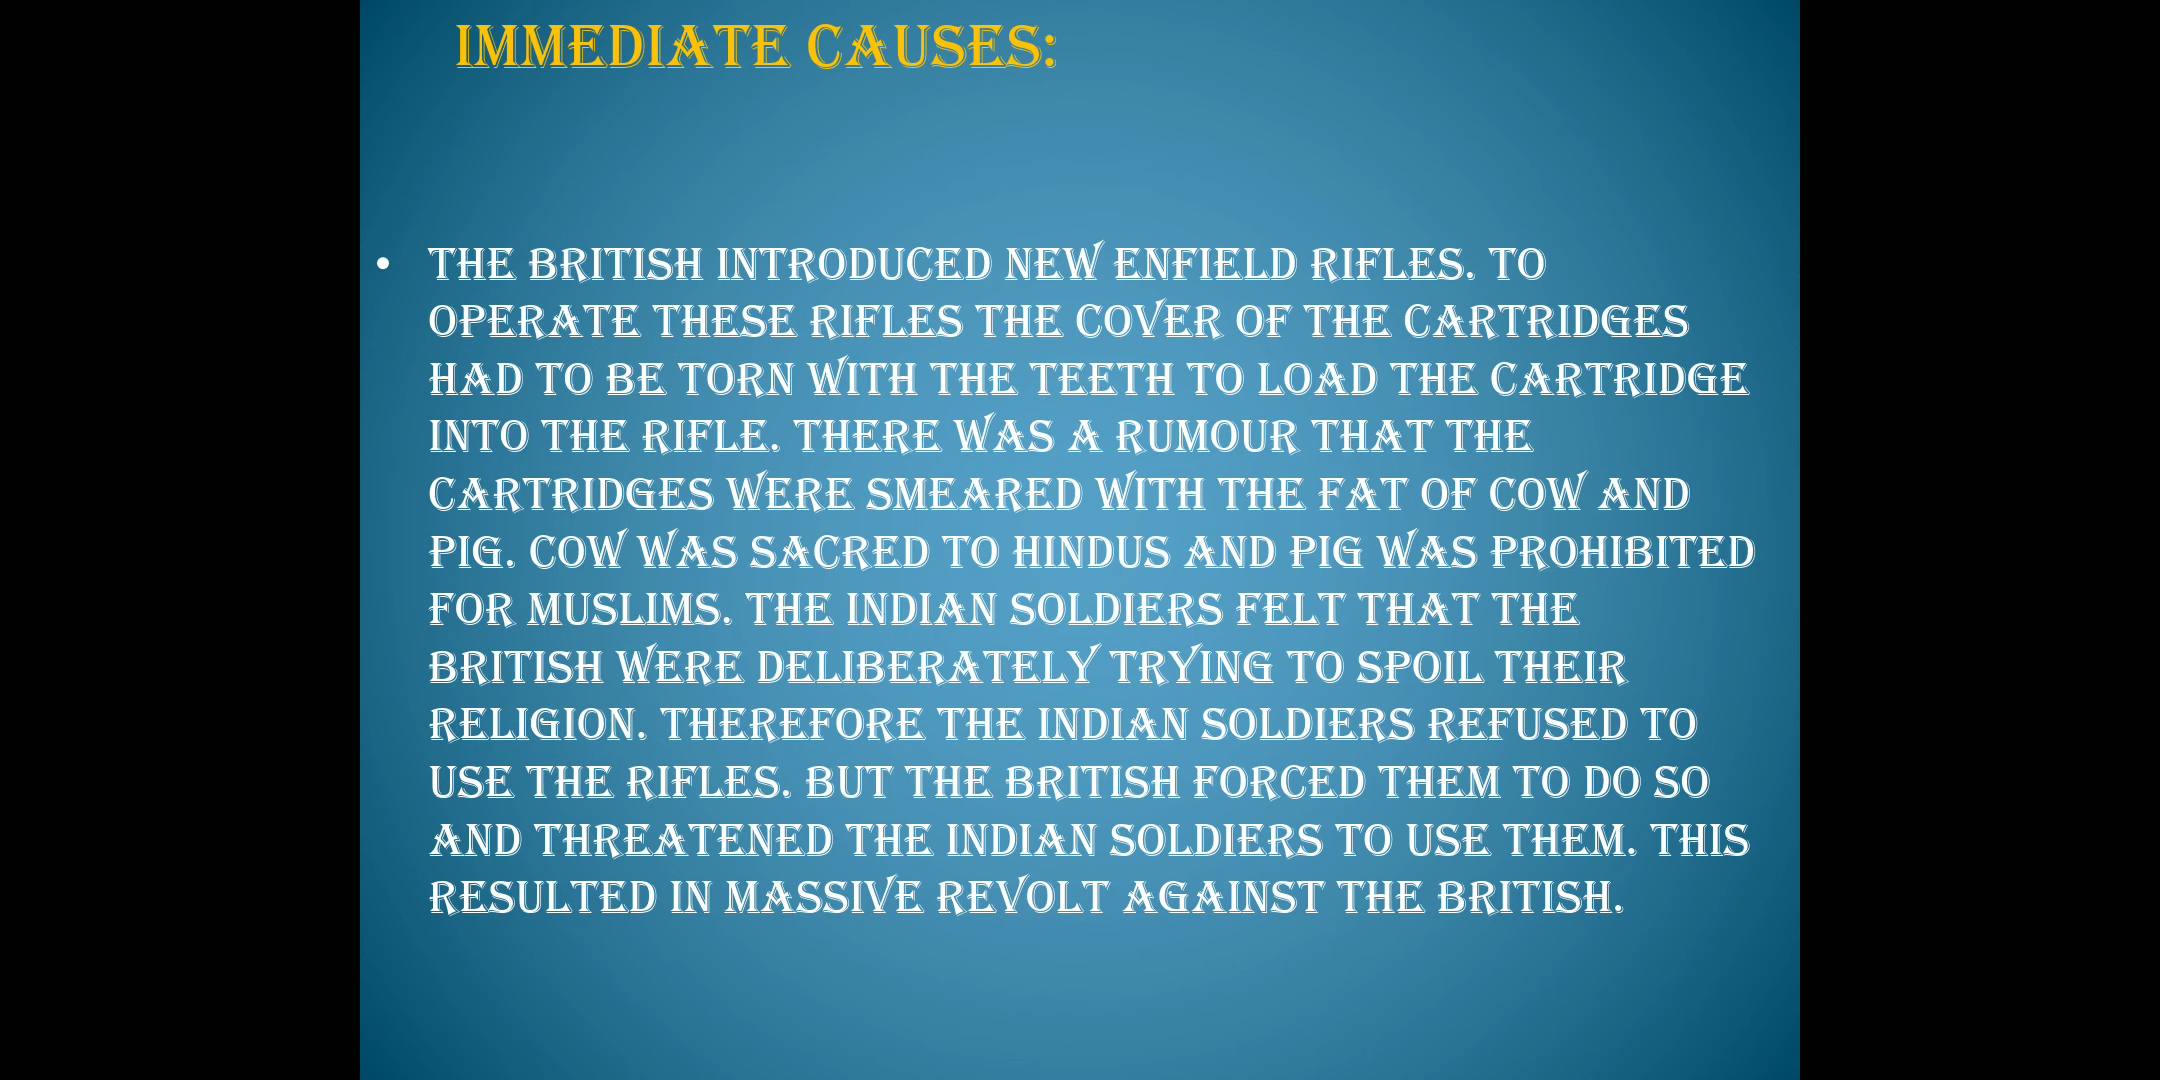 IMMEDIATE CAUSES:
• THE BRITISH INTRODUCED NEW ENFIELD RIFLES. TO
OPERATE THESE RIFLES THE COVER OF THE CARTRIDGES
HAD TO BE TORN WITH THE TEETH TO LOAD THE CARTRIDGE
INTO THE RIFLE. THERE WAS A RUMOUR THAT THE
CARTRIDGES WERE SMEARED WITH THE FAT OF COW AND
PIG. COW WAS SACRED TO HINDUS AND PIG WAS PROHIBITED
FOR MUSLIMS. THE INDIAN SOLDIERS FELT THAT THE
BRITISH WERE DELIBERATELY TRYING TO SPOIL THEIR
RELIGION. THEREFORE THE INDIAN SOLDIERS REFUSED TO
USE THE RIFLES. BUT THE BRITISH FORCED THEM TO DO SO
AND THREATENED THE INDIAN SOLDIERS TO USE THEM. THIS
RESULTED IN MASSIVE REVOLT AGAINST THE BRITISH.